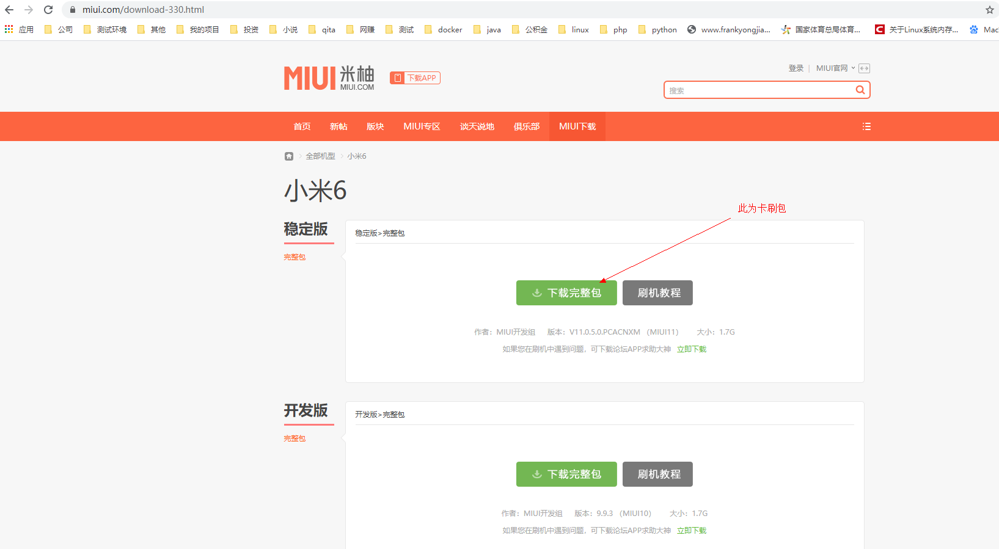 miui.com/download-330.html
应用 公司 测试环境 其他 我的项目 投资 小说 qita 网赚 测试 docker java 公积金 linux php python www.frankyongjia... 国家体育总局体育... C 关于Linux系统内存... Mac
MIUI 米柚 MIUI.COM 下载APP
登录 | MIUI官网
搜索
首页 新帖 版块 MIUI专区 谈天说地 俱乐部 MIUI下载
全部机型 小米6
小米6
此为卡刷包
稳定版
稳定版>完整包
完整包
下载完整包 刷机教程
作者：MIUI开发组 版本：V11.0.5.0.PCACNXM （MIUI11） 大小：1.7G
如果您在刷机中遇到问题，可下载论坛APP求助大神 立即下载
开发版
开发版>完整包
完整包
下载完整包 刷机教程
作者：MIUI开发组 版本：9.9.3 （MIUI10） 大小：1.7G
如果您在刷机中遇到问题，可下载论坛APP求助大神 立即下载